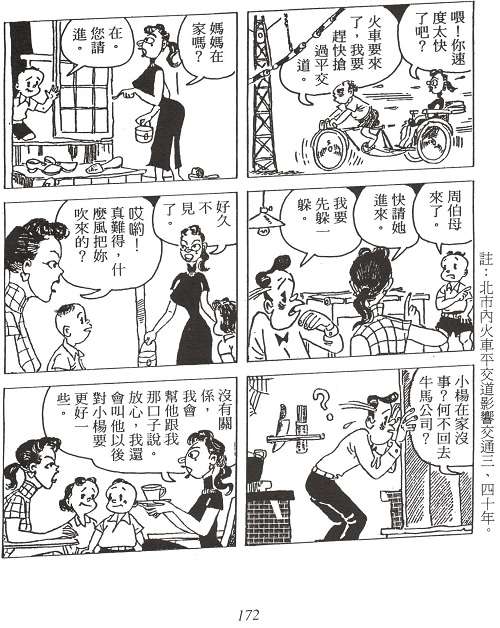 喂！你速
度太快
了吧？
火車要來
了，我要
趕快搶
過平交
道。
媽媽在
家嗎？
在。
您請
進。
周伯母
來了。
快請她
進來。
我要
先躲一
躲。
好久
不
見了。
哎喲！
真難得，什
麼風把妳
吹來的？
小楊在家沒
事？何不回去
牛馬公司？
？
沒有關
係，
我會
幫他跟我
那口子說。
放心，我還
會叫他以後
對小楊要
更好一
些。
註：北市內火車平交道影響交通三、四十年。
172